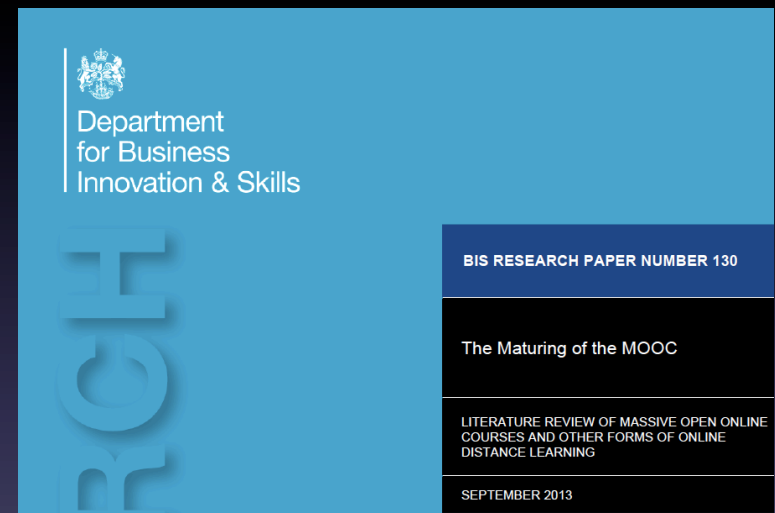 Department
for Business
Innovation & Skills
RCH
BIS RESEARCH PAPER NUMBER 130
The Maturing of the MOOC
LITERATURE REVIEW OF MASSIVE OPEN ONLINE
COURSES AND OTHER FORMS OF ONLINE
DISTANCE LEARNING
SEPTEMBER 2013